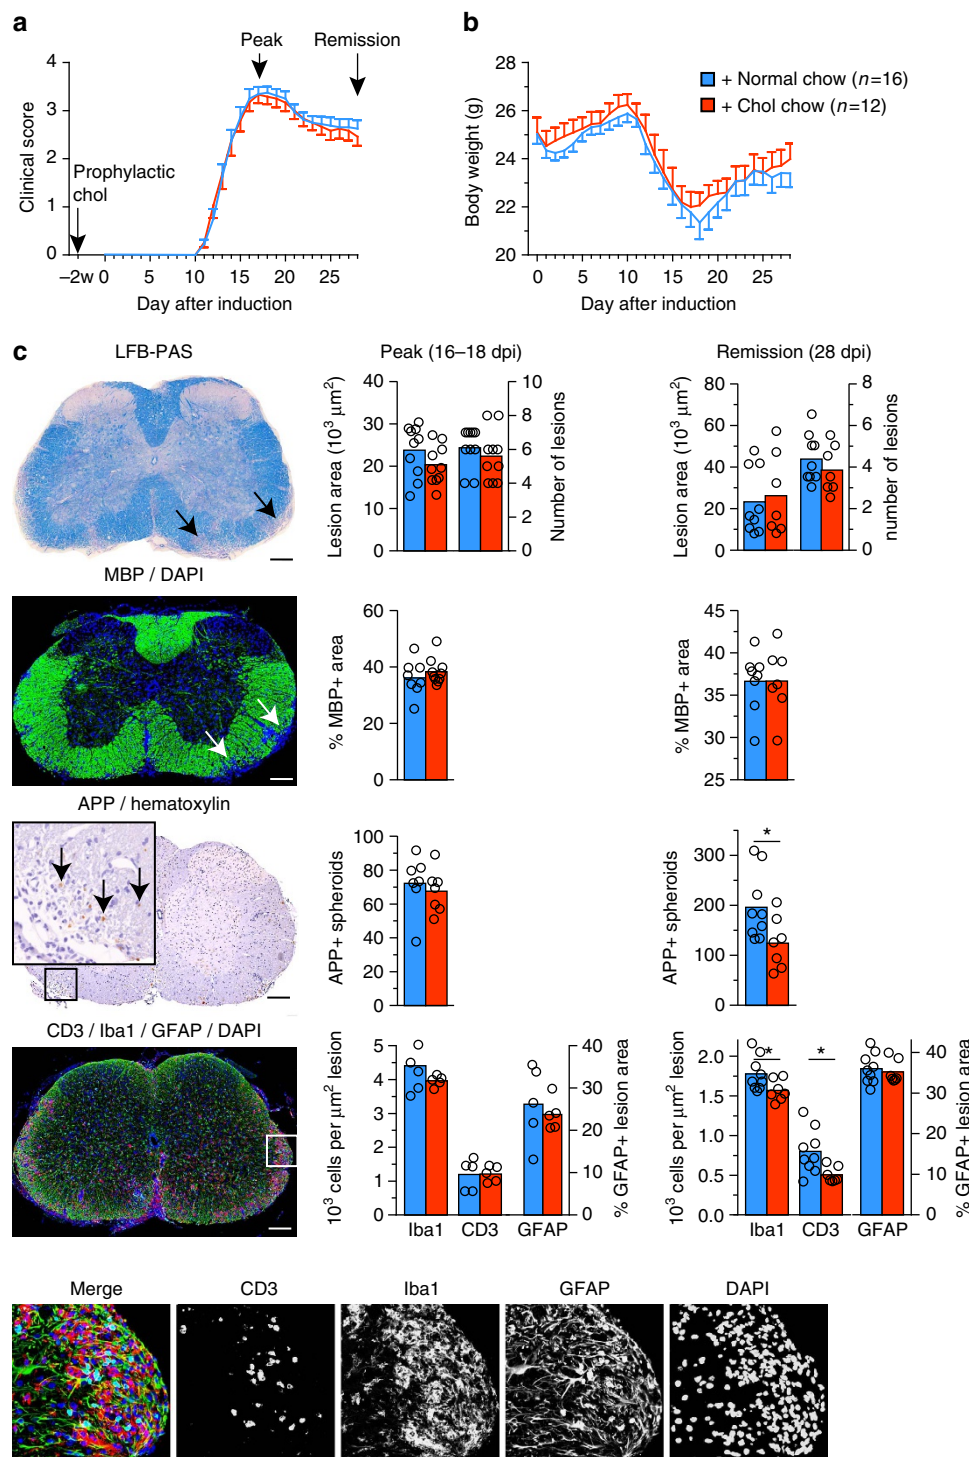 a
Peak
Remission
4
3
2
1
0
Clinical score
Prophylactic
chol
–2w 0 5 10 15 20 25
Day after induction
b
28
26
24
22
20
Body weight (g)
+ Normal chow (n=16)
+ Chol chow (n=12)
0 5 10 15 20 25
Day after induction
c
LFB-PAS
Peak (16–18 dpi)
Remission (28 dpi)
40
30
20
10
0
Lesion area (10³ μm²)
10
8
6
4
2
0
Number of lesions
80
60
40
20
0
Lesion area (10³ μm²)
8
6
4
2
0
number of lesions
MBP / DAPI
60
40
20
0
% MBP+ area
45
40
35
30
25
% MBP+ area
APP / hematoxylin
100
80
60
40
20
0
APP+ spheroids
300
200
100
0
APP+ spheroids
*
CD3 / Iba1 / GFAP / DAPI
5
4
3
2
1
0
10³ cells per μm² lesion
40
30
20
10
0
% GFAP+ lesion area
Iba1 CD3 GFAP
2.0
1.5
1.0
0.5
0.0
10³ cells per μm² lesion
* *
40
30
20
10
0
% GFAP+ lesion area
Iba1 CD3 GFAP
Merge CD3 Iba1 GFAP DAPI